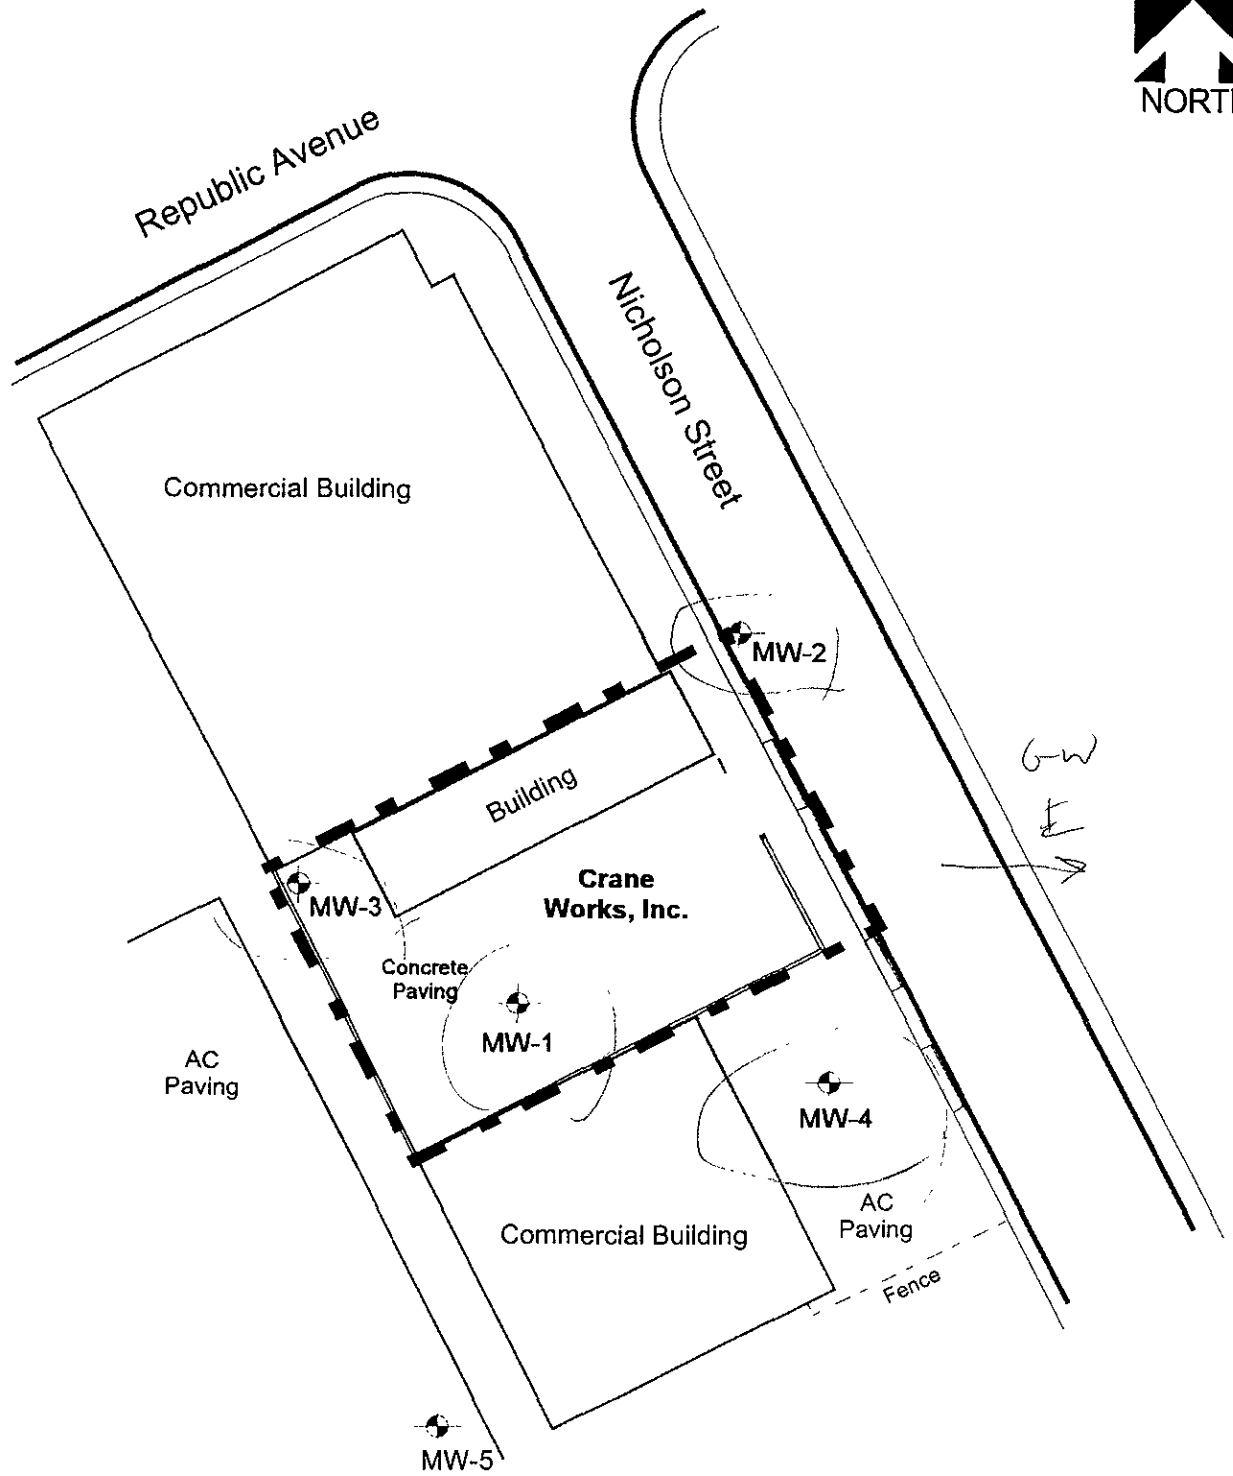 NORTH
Republic Avenue
Nicholson Street
Commercial Building
MW-2
GW
E
Building
Crane
Works, Inc.
MW-3
Concrete
Paving
MW-1
AC
Paving
MW-4
AC
Paving
Commercial Building
Fence
MW-5